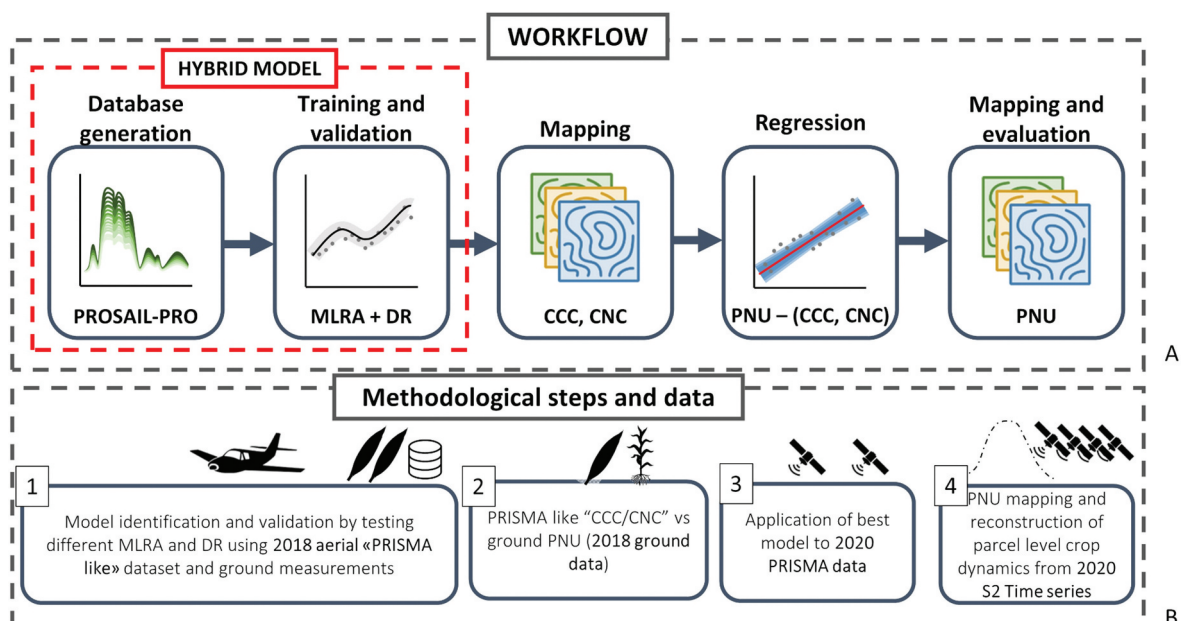 WORKFLOW
HYBRID MODEL
Database
generation
PROSAIL-PRO
Training and
validation
MLRA + DR
Mapping
CCC, CNC
Regression
PNU – (CCC, CNC)
Mapping and
evaluation
PNU
A
Methodological steps and data
1
Model identification and validation by testing
different MLRA and DR using 2018 aerial «PRISMA
like» dataset and ground measurements
2
PRISMA like “CCC/CNC” vs
ground PNU (2018 ground
data)
3
Application of best
model to 2020
PRISMA data
4
PNU mapping and
reconstruction of
parcel level crop
dynamics from 2020
S2 Time series
B